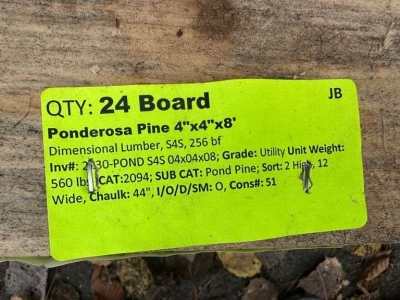 QTY: 24 Board JB
Ponderosa Pine 4"x4"x8'
Dimensional Lumber, S4S, 256 bf
Inv#: 2130-POND S4S 04x04x08; Grade: Utility Unit Weight:
560 lbs CAT:2094; SUB CAT: Pond Pine; Sort: 2 High, 12
Wide, Chaulk: 44", I/O/D/SM: O, Cons#: 51